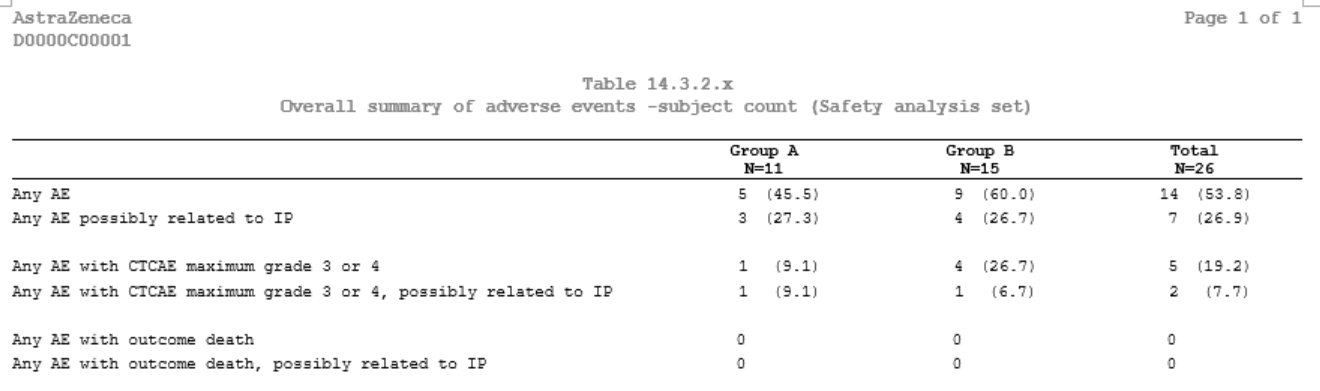 AstraZeneca Page 1 of 1
D0000C00001
Table 14.3.2.x
Overall summary of adverse events -subject count (Safety analysis set)
Group A Group B Total
N=11 N=15 N=26
Any AE 5 (45.5) 9 (60.0) 14 (53.8)
Any AE possibly related to IP 3 (27.3) 4 (26.7) 7 (26.9)
Any AE with CTCAE maximum grade 3 or 4 1 (9.1) 4 (26.7) 5 (19.2)
Any AE with CTCAE maximum grade 3 or 4, possibly related to IP 1 (9.1) 1 (6.7) 2 (7.7)
Any AE with outcome death 0 0 0
Any AE with outcome death, possibly related to IP 0 0 0